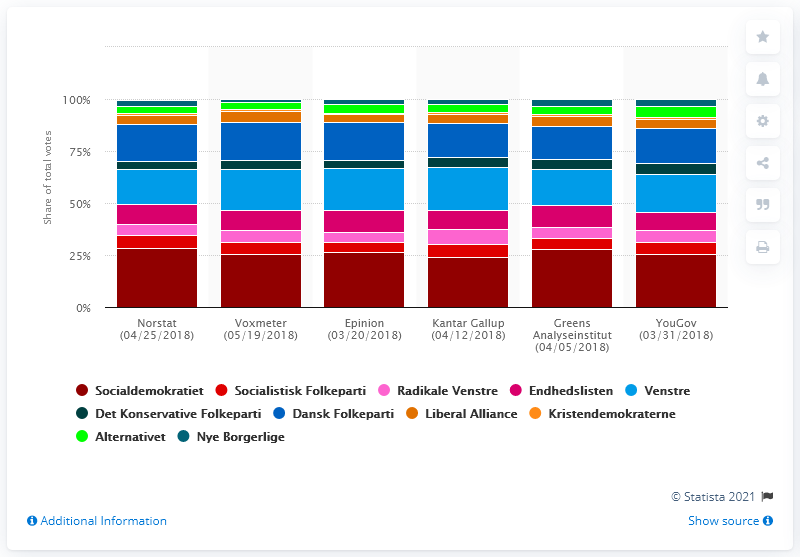 Share of total votes
100%
75%
50%
25%
0%
Norstat
(04/25/2018)
Voxmeter
(05/19/2018)
Epinion
(03/20/2018)
Kantar Gallup
(04/12/2018)
Greens
Analyseinstitut
(04/05/2018)
YouGov
(03/31/2018)
Socialdemokratiet Socialistisk Folkeparti Radikale Venstre Endhedslisten Venstre
Det Konservative Folkeparti Dansk Folkeparti Liberal Alliance Kristendemokraterne
Alternativet Nye Borgerlige
© Statista 2021
Additional Information Show source